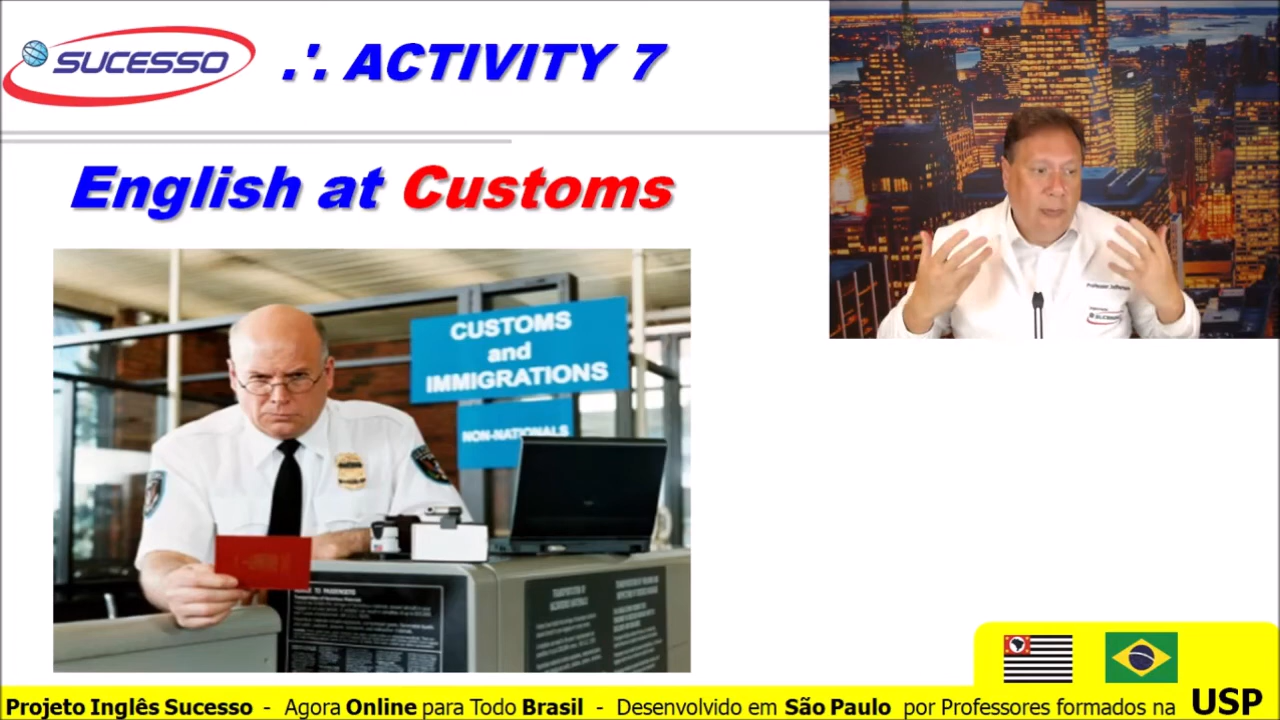 SUCESSO
.'. ACTIVITY 7
English at Customs
CUSTOMS
and
IMMIGRATIONS
NON-NATIONALS
SUCESSO
Projeto Inglês Sucesso - Agora Online para Todo Brasil - Desenvolvido em São Paulo por Professores formados na USP